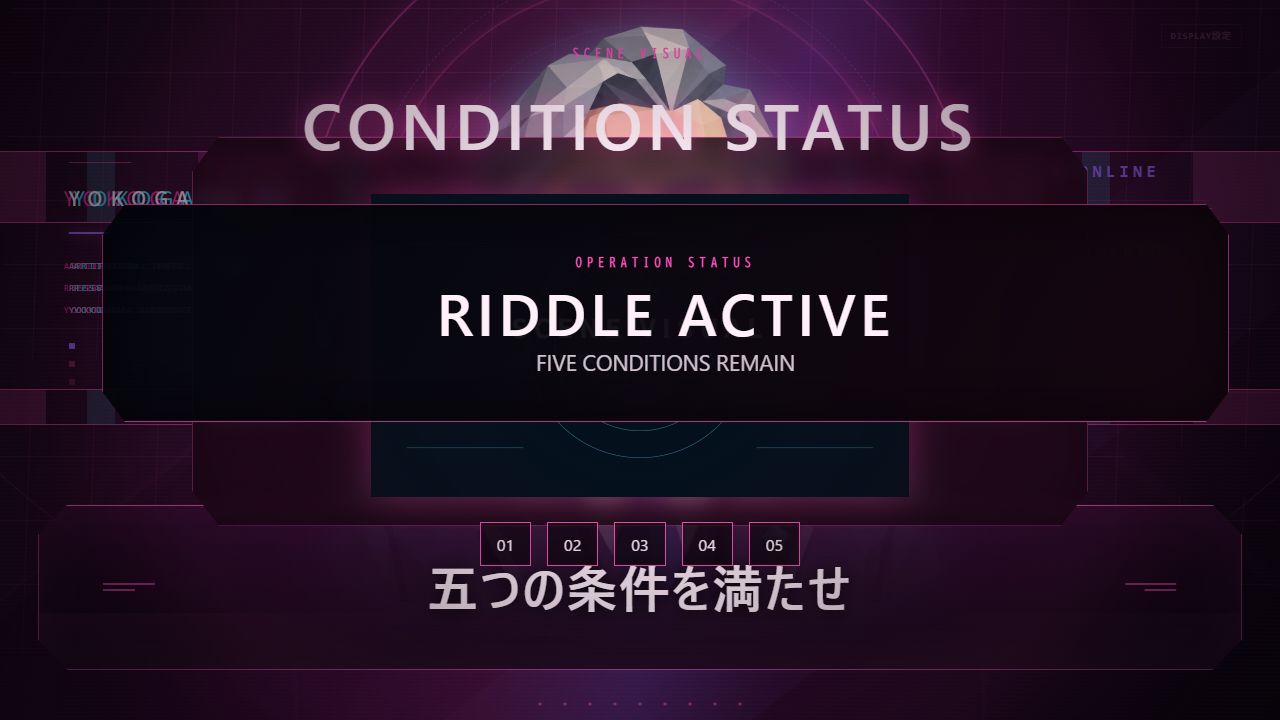 SCENE VISUAL
DISPLAY設定
CONDITION STATUS
NLINE
YOKOGA
OPERATION STATUS
RIDDLE ACTIVE
FIVE CONDITIONS REMAIN
01
02
03
04
05
五つの条件を満たせ